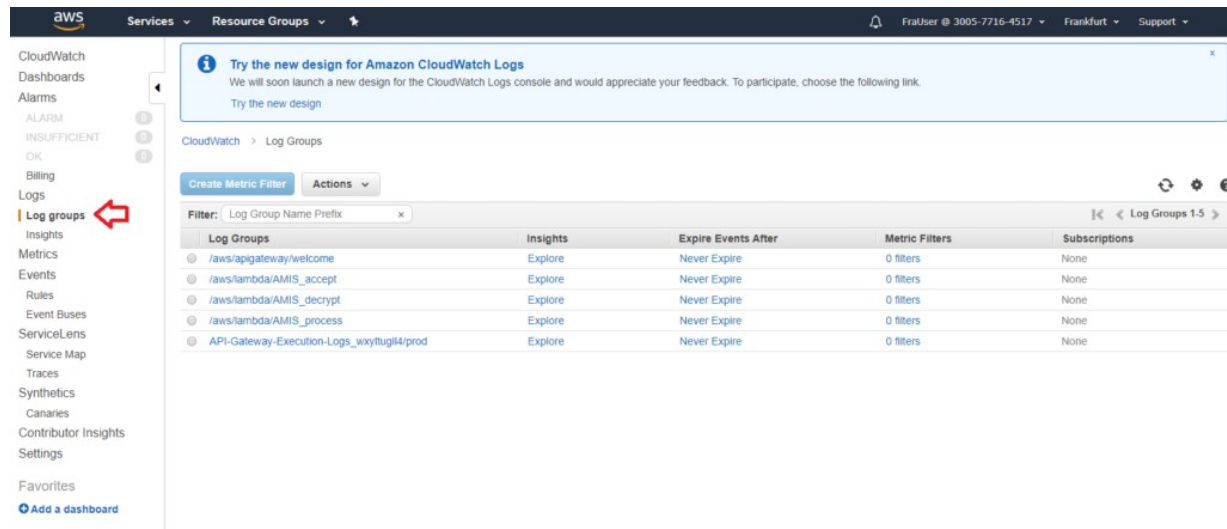 aws Services Resource Groups FraUser @ 3005-7716-4517 Frankfurt Support
CloudWatch
Dashboards
Alarms
ALARM 0
INSUFFICIENT 0
OK 0
Billing
Logs
Log groups
Insights
Metrics
Events
Rules
Event Buses
ServiceLens
Service Map
Traces
Synthetics
Canaries
Contributor Insights
Settings
Favorites
Add a dashboard
Try the new design for Amazon CloudWatch Logs
We will soon launch a new design for the CloudWatch Logs console and would appreciate your feedback. To participate, choose the following link.
Try the new design
CloudWatch > Log Groups
Create Metric Filter Actions
Filter: Log Group Name Prefix × Log Groups 1-5
Log Groups Insights Expire Events After Metric Filters Subscriptions
/aws/apigateway/welcome Explore Never Expire 0 filters None
/aws/lambda/AMIS_accept Explore Never Expire 0 filters None
/aws/lambda/AMIS_decrypt Explore Never Expire 0 filters None
/aws/lambda/AMIS_process Explore Never Expire 0 filters None
Explore Never Expire 0 filters None